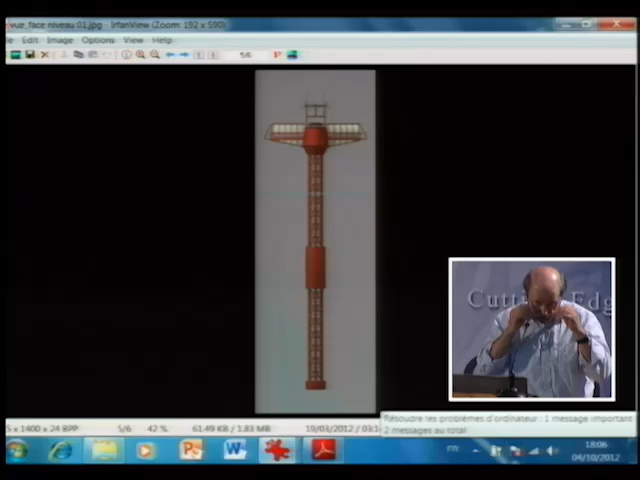 vue_face niveau 01.jpg - IrfanView (Zoom: 192 x 590)
Edit Image Options View Help
5/6
Cutting Edg
5 x 1400 x 24 BPP 5/6 42 % 61.49 KB / 1.83 MB 19/03/2012 / 03:1
Résoudre les problèmes d'ordinateur : 1 message important
2 messages au total
FR 18:06
04/10/2012